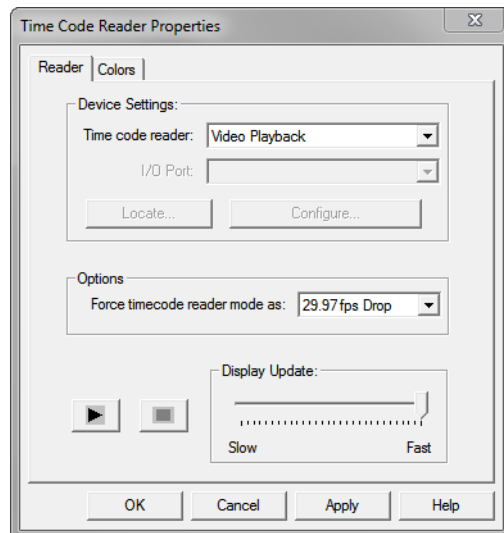 Time Code Reader Properties
Reader Colors
Device Settings:
Time code reader: Video Playback
I/O Port:
Locate... Configure...
Options
Force timecode reader mode as: 29.97 fps Drop
Display Update:
Slow Fast
OK Cancel Apply Help